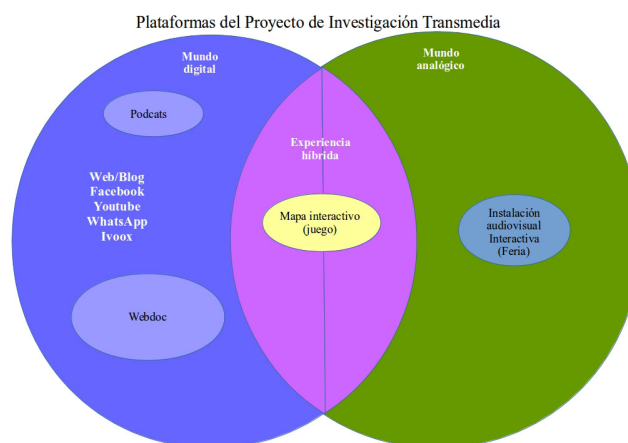 Plataformas del Proyecto de Investigación Transmedia
Mundo
digital
Mundo
analógico
Podcats
Experiencia
híbrida
Web/Blog
Facebook
Youtube
WhatsApp
Ivoox
Mapa interactivo
(juego)
Instalación
audiovisual
Interactiva
(Feria)
Webdoc